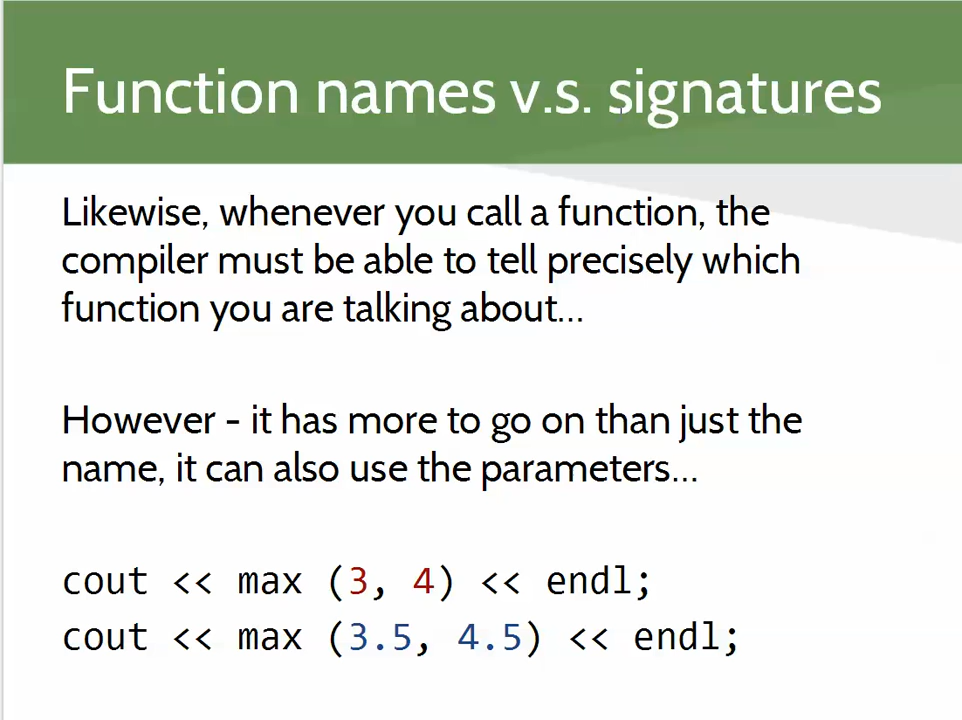 Function names v.s. signatures
Likewise, whenever you call a function, the
compiler must be able to tell precisely which
function you are talking about...
However - it has more to go on than just the
name, it can also use the parameters...
cout << max (3, 4) << endl;
cout << max (3.5, 4.5) << endl;